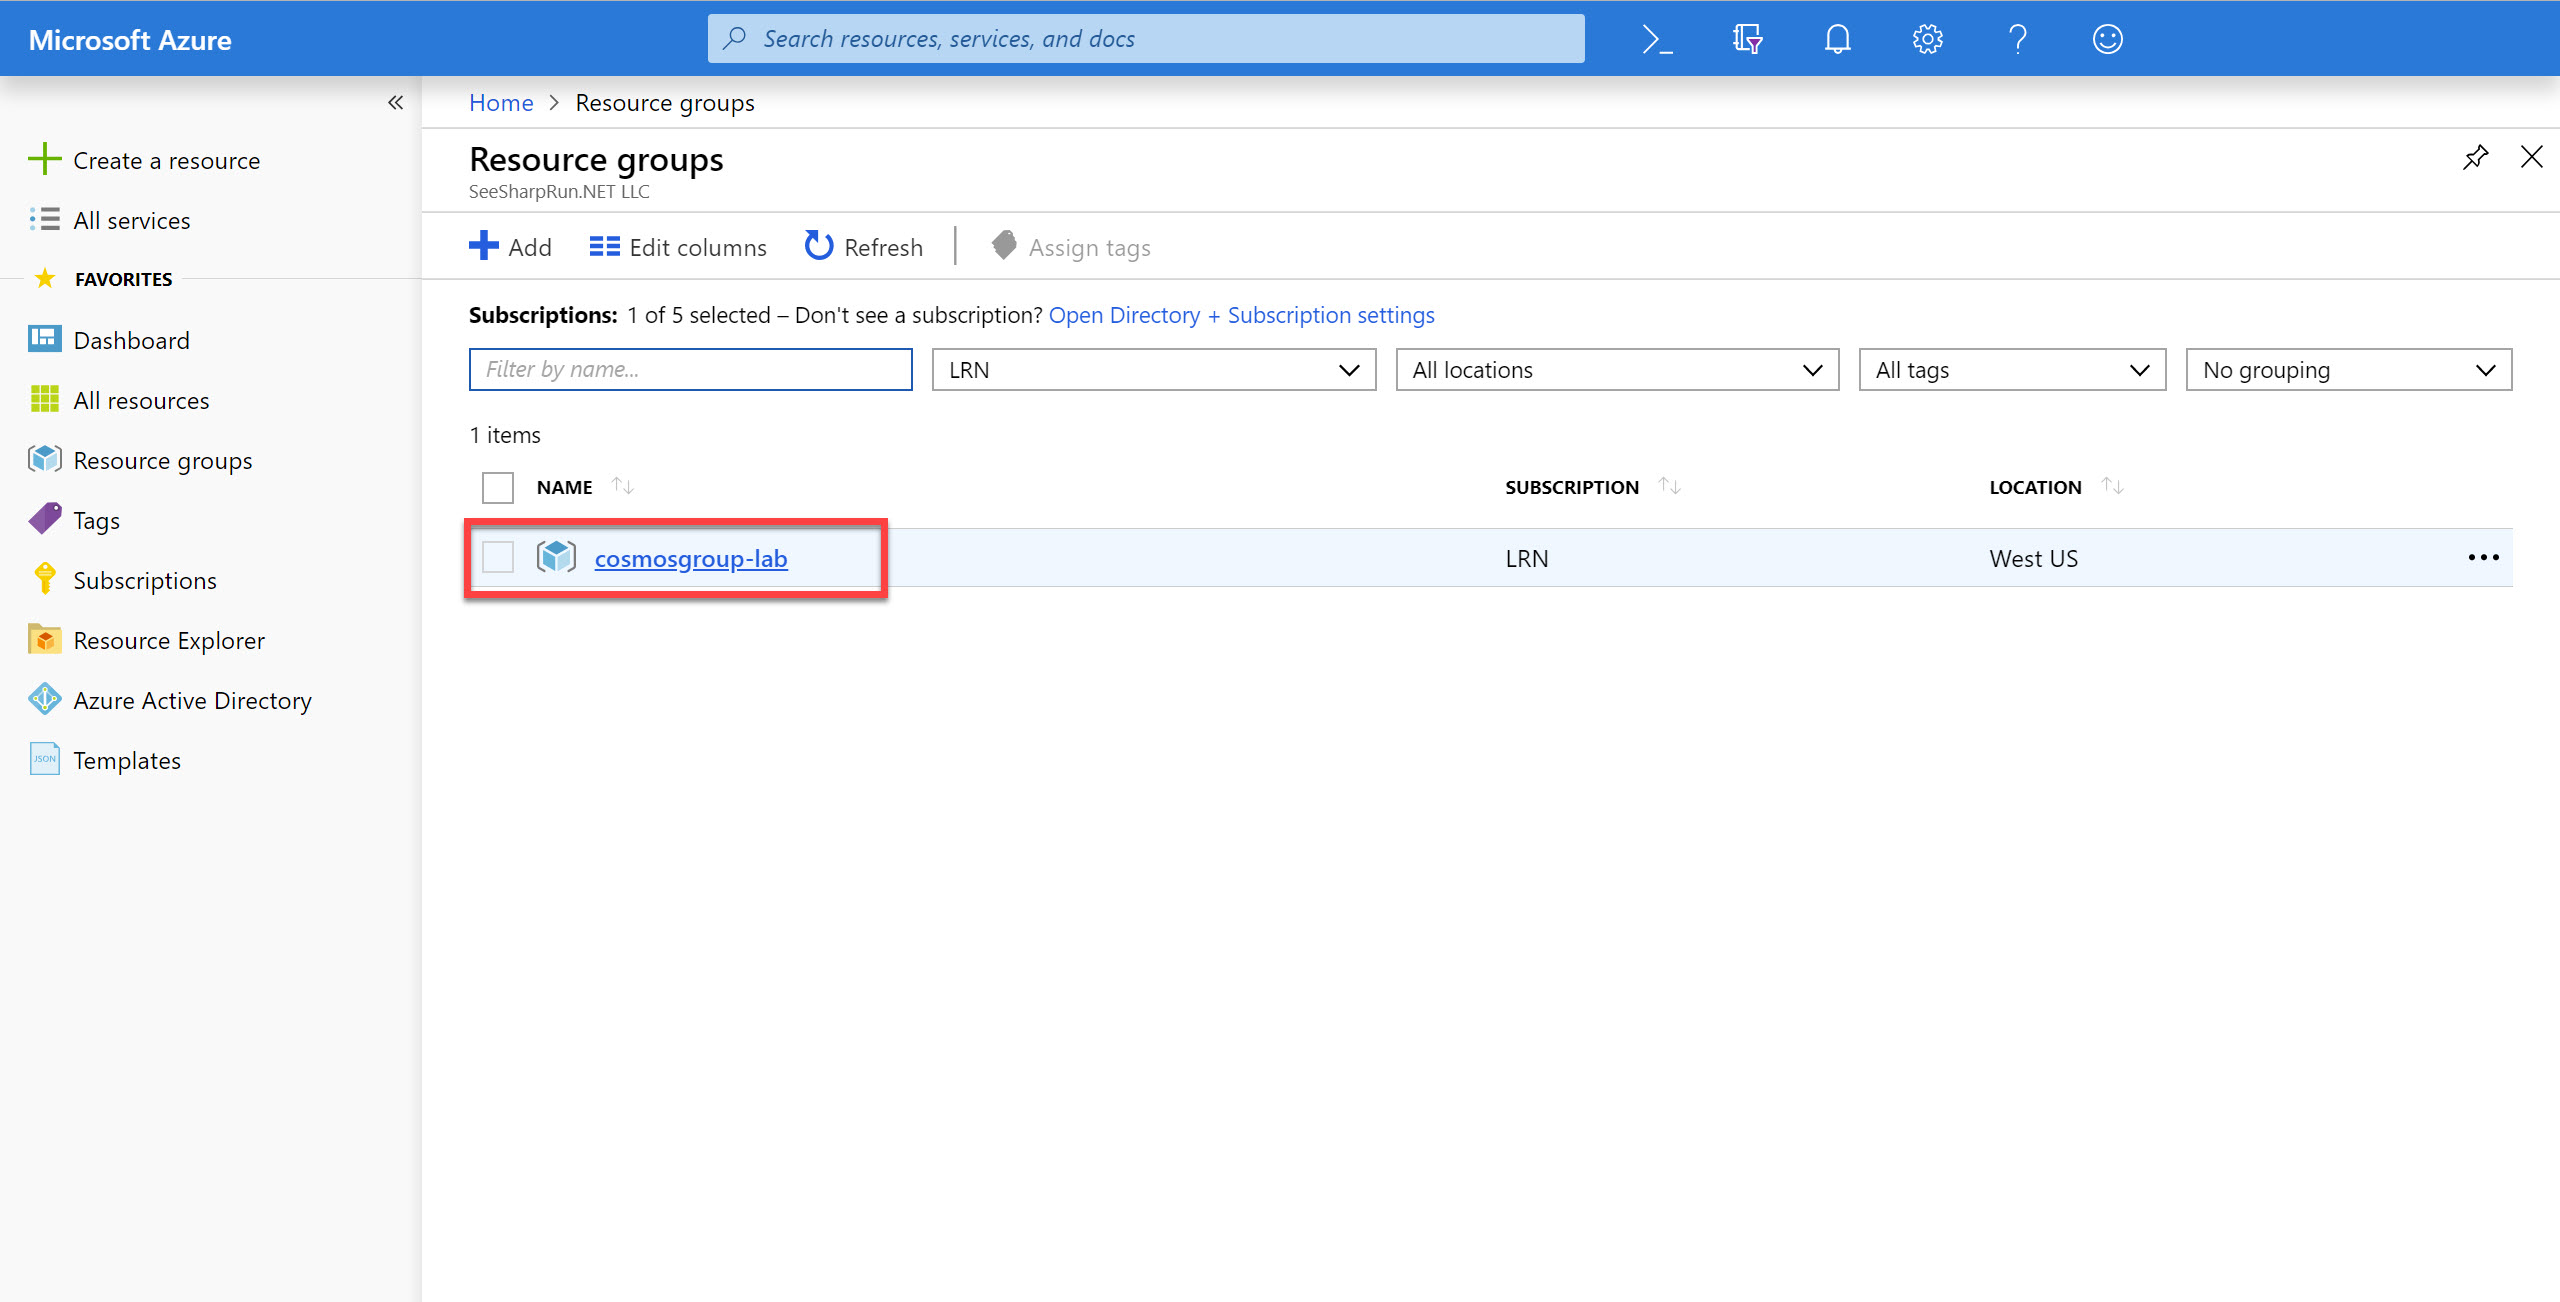 Microsoft Azure
Search resources, services, and docs
Create a resource
All services
FAVORITES
Dashboard
All resources
Resource groups
Tags
Subscriptions
Resource Explorer
Azure Active Directory
JSON
Templates
Home > Resource groups
Resource groups
SeeSharpRun.NET LLC
Add Edit columns Refresh Assign tags
Subscriptions: 1 of 5 selected – Don't see a subscription? Open Directory + Subscription settings
Filter by name... LRN All locations All tags No grouping
1 items
NAME SUBSCRIPTION LOCATION
cosmosgroup-lab LRN West US